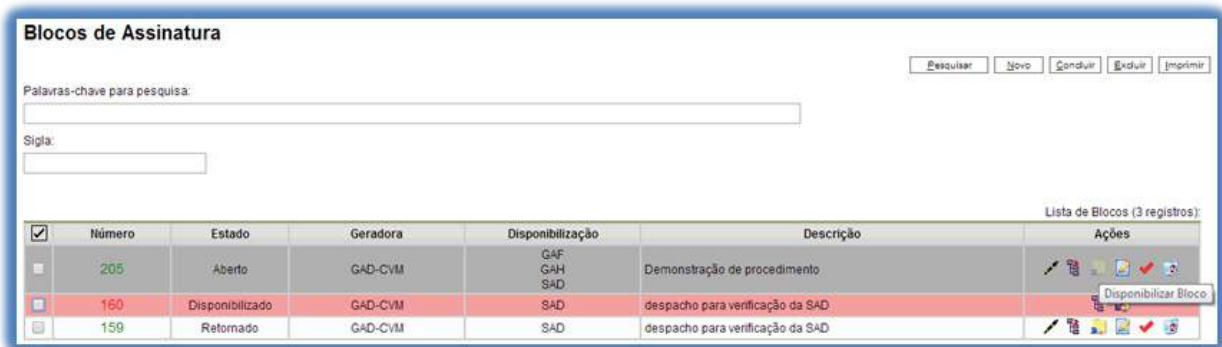 Blocos de Assinatura
Pesquisar Novo Concluir Excluir Imprimir
Palavras-chave para pesquisa:
Sigla:
Lista de Blocos (3 registros):
Número Estado Geradora Disponibilização Descrição Ações
205 Aberto GAD-CVM GAF GAH SAD Demonstração de procedimento
Disponibilizar Bloco
160 Disponibilizado GAD-CVM SAD despacho para verificação da SAD
159 Retornado GAD-CVM SAD despacho para verificação da SAD